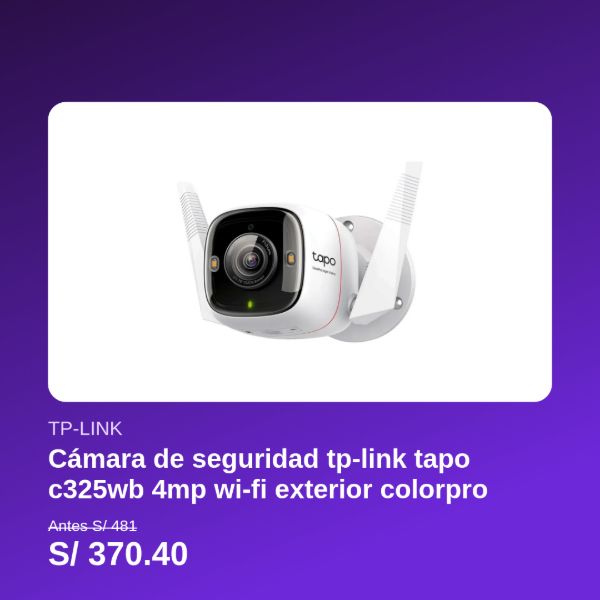 tapo
TP-LINK
Cámara de seguridad tp-link tapo
c325wb 4mp wi-fi exterior colorpro
Antes S/ 481
S/ 370.40